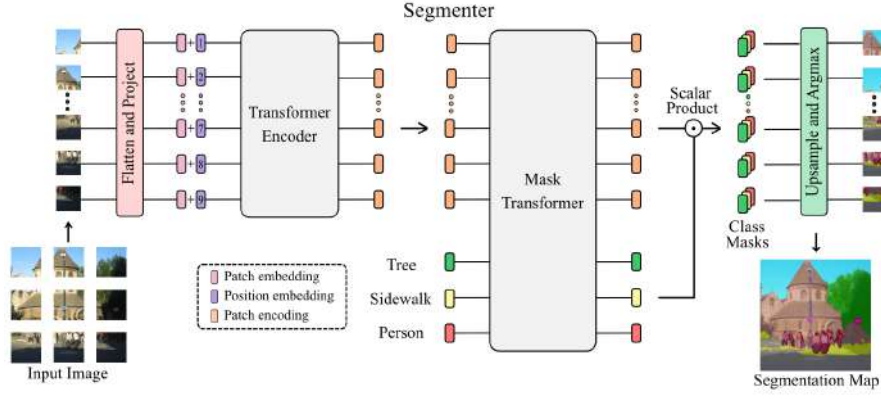 Segmenter
Flatten and Project
1
2
7
8
9
Transformer
Encoder
Mask
Transformer
Scalar
Product
Upsample and Argmax
Class
Masks
Tree
Sidewalk
Person
Patch embedding
Position embedding
Patch encoding
Input Image
Segmentation Map